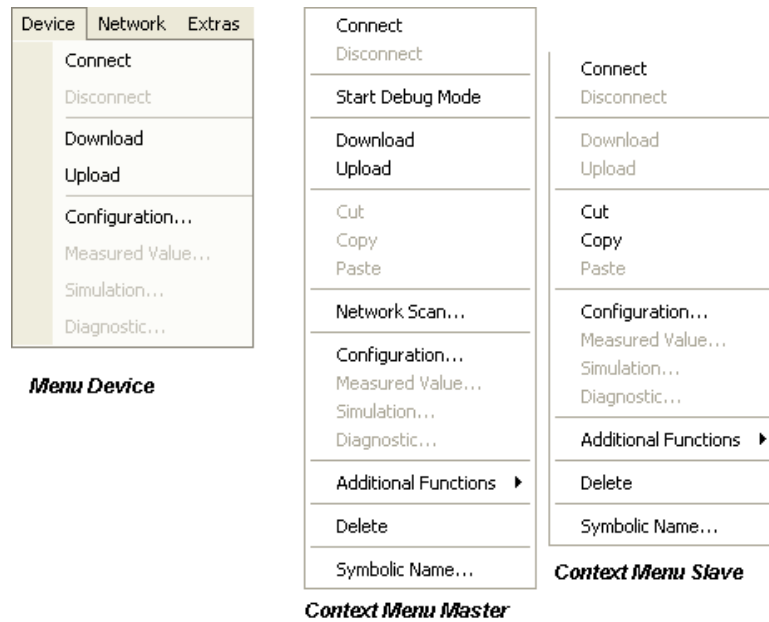 Device Network Extras
Connect
Disconnect
Download
Upload
Configuration...
Measured Value...
Simulation...
Diagnostic...
Menu Device
Connect
Disconnect
Start Debug Mode
Download
Upload
Cut
Copy
Paste
Network Scan...
Configuration...
Measured Value...
Simulation...
Diagnostic...
Additional Functions
Delete
Symbolic Name...
Context Menu Master
Connect
Disconnect
Download
Upload
Cut
Copy
Paste
Configuration...
Measured Value...
Simulation...
Diagnostic...
Additional Functions
Delete
Symbolic Name...
Context Menu Slave